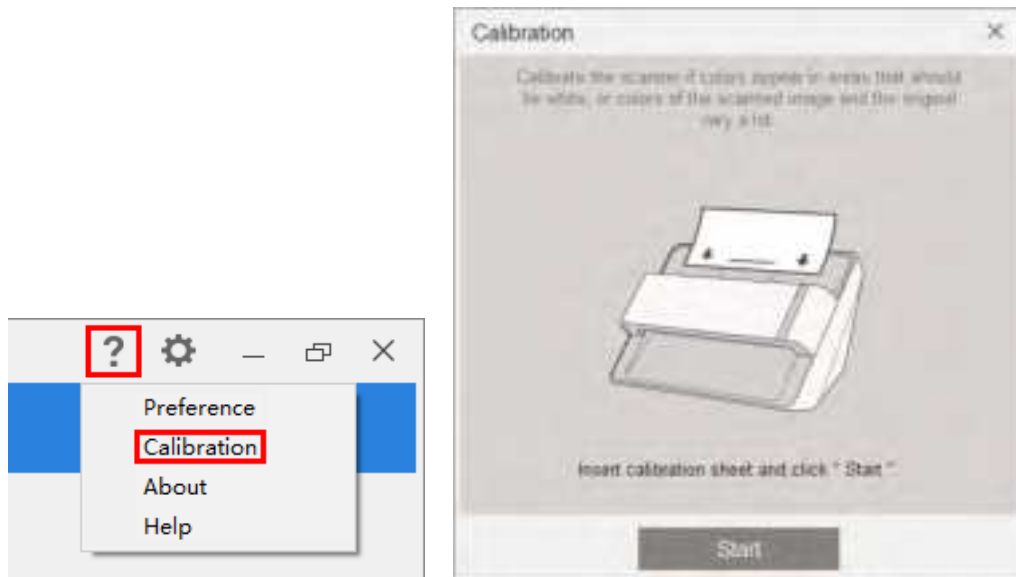 ?
Preference
Calibration
About
Help
Calibration
Calibrate the scanner if colors appear in areas that should
be white, or colors of the scanned image and the original
vary a lot.
Insert calibration sheet and click " Start "
Start